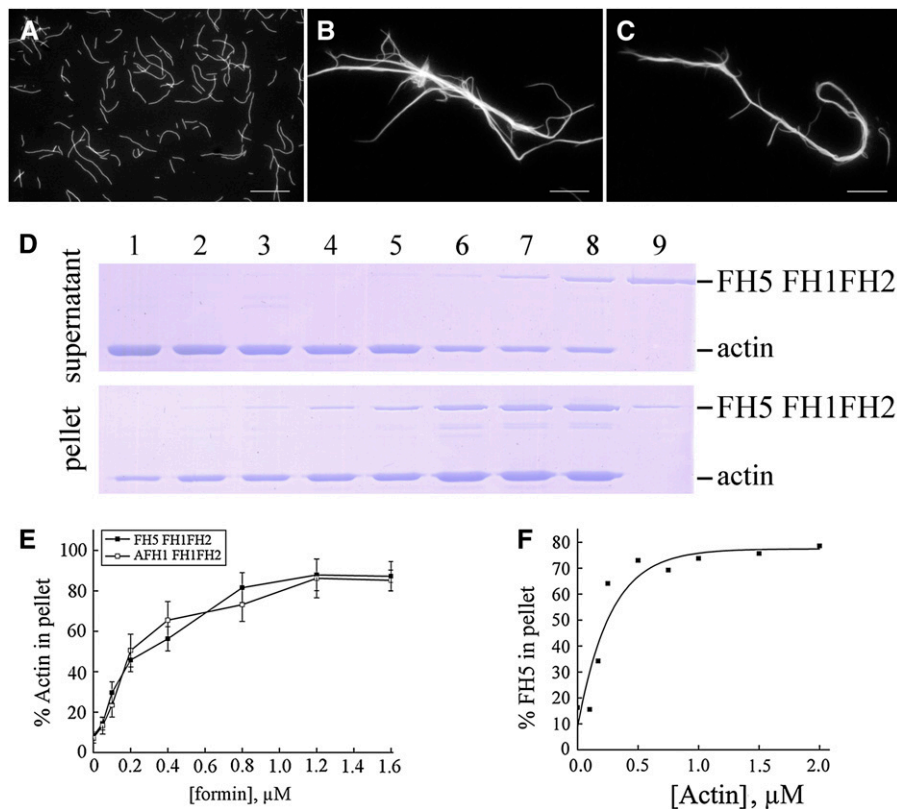 A B C
D 1 2 3 4 5 6 7 8 9
supernatant
FH5 FH1FH2
actin
pellet
FH5 FH1FH2
actin
E
FH5 FH1FH2
AFH1 FH1FH2
% Actin in pellet
100
80
60
40
20
0
0 0.2 0.4 0.6 0.8 1.0 1.2 1.4 1.6
[formin], µM
F
% FH5 in pellet
80
70
60
50
40
30
20
10
0
0.0 0.5 1.0 1.5 2.0
[Actin] , µM